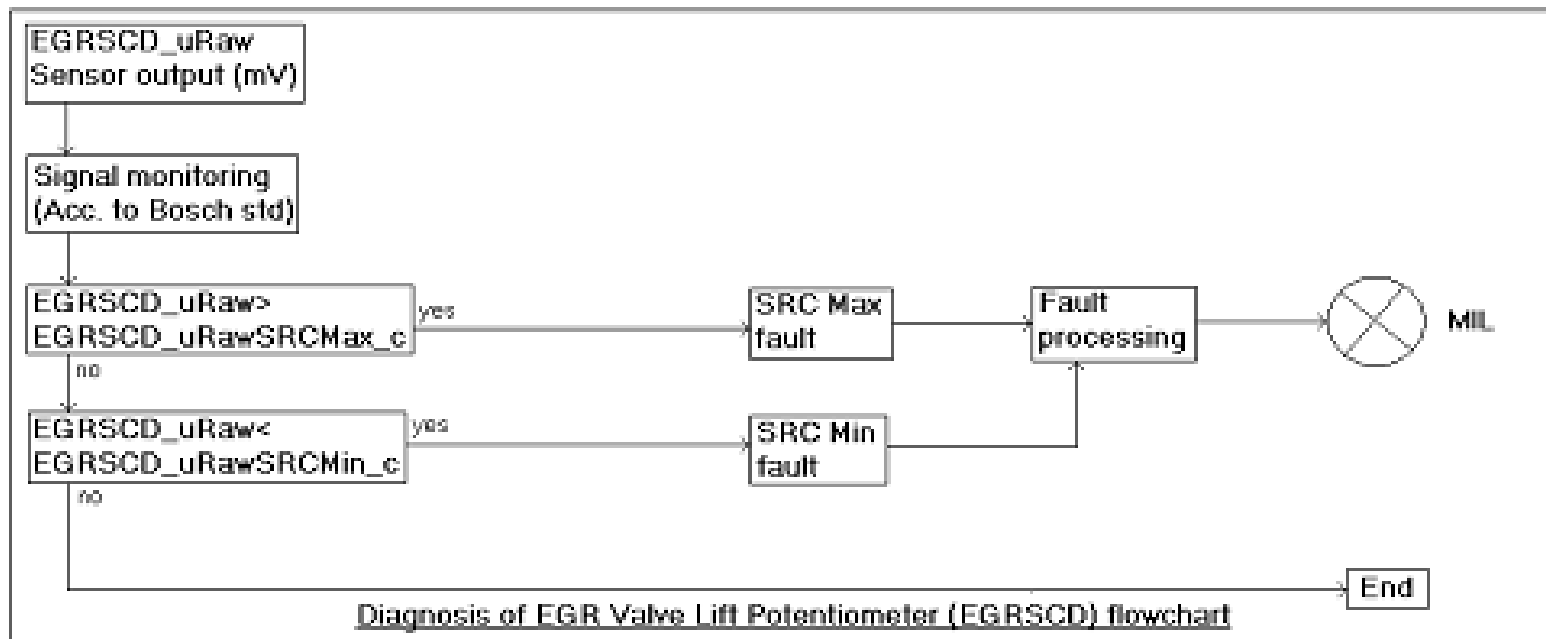 EGRSCD_uRaw
Sensor output (mV)
Signal monitoring
(Acc. to Bosch std)
EGRSCD_uRaw>
EGRSCD_uRawSRCMax_c
yes
SRC Max
fault
Fault
processing
MIL
no
EGRSCD_uRaw<
EGRSCD_uRawSRCMin_c
yes
SRC Min
fault
no
End
Diagnosis of EGR Valve Lift Potentiometer (EGRSCD) flowchart